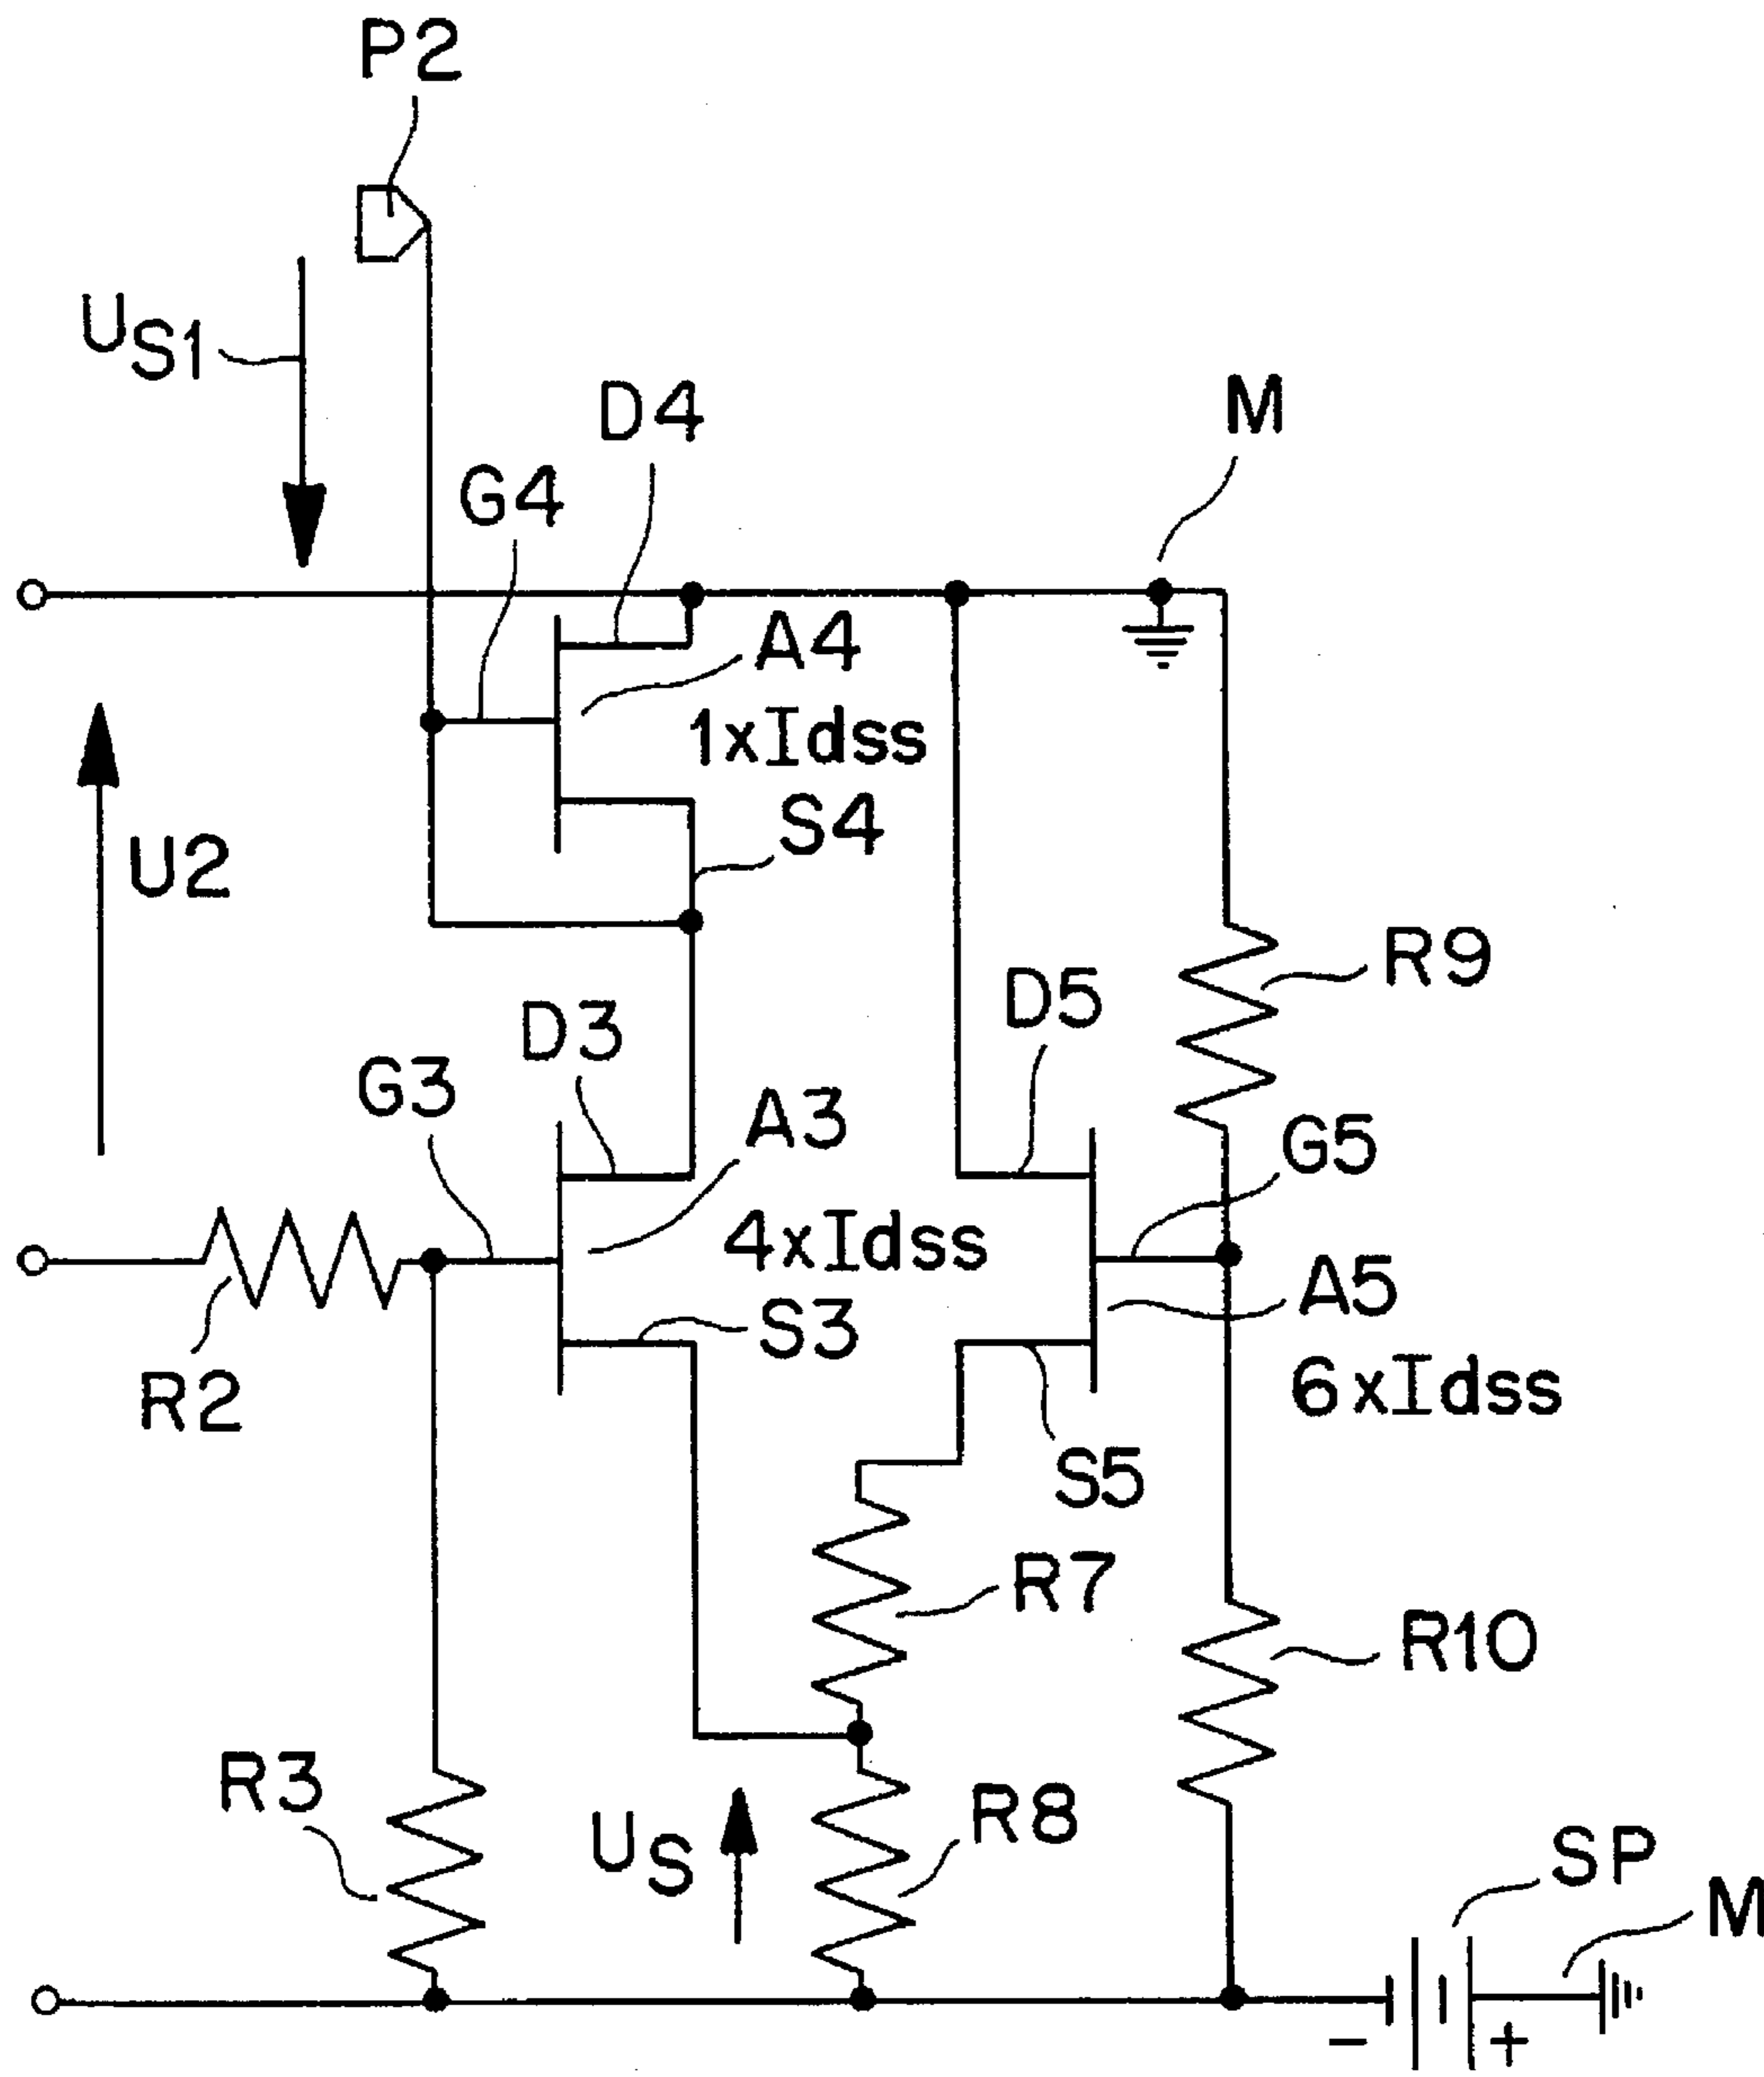 P2
US1
D4
M
G4
A4
1xIdss
S4
U2
R9
D5
D3
G3
A3
G5
4xIdss
A5
S3
R2
6xIdss
S5
R7
R10
R3
US
R8
SP
M
- +